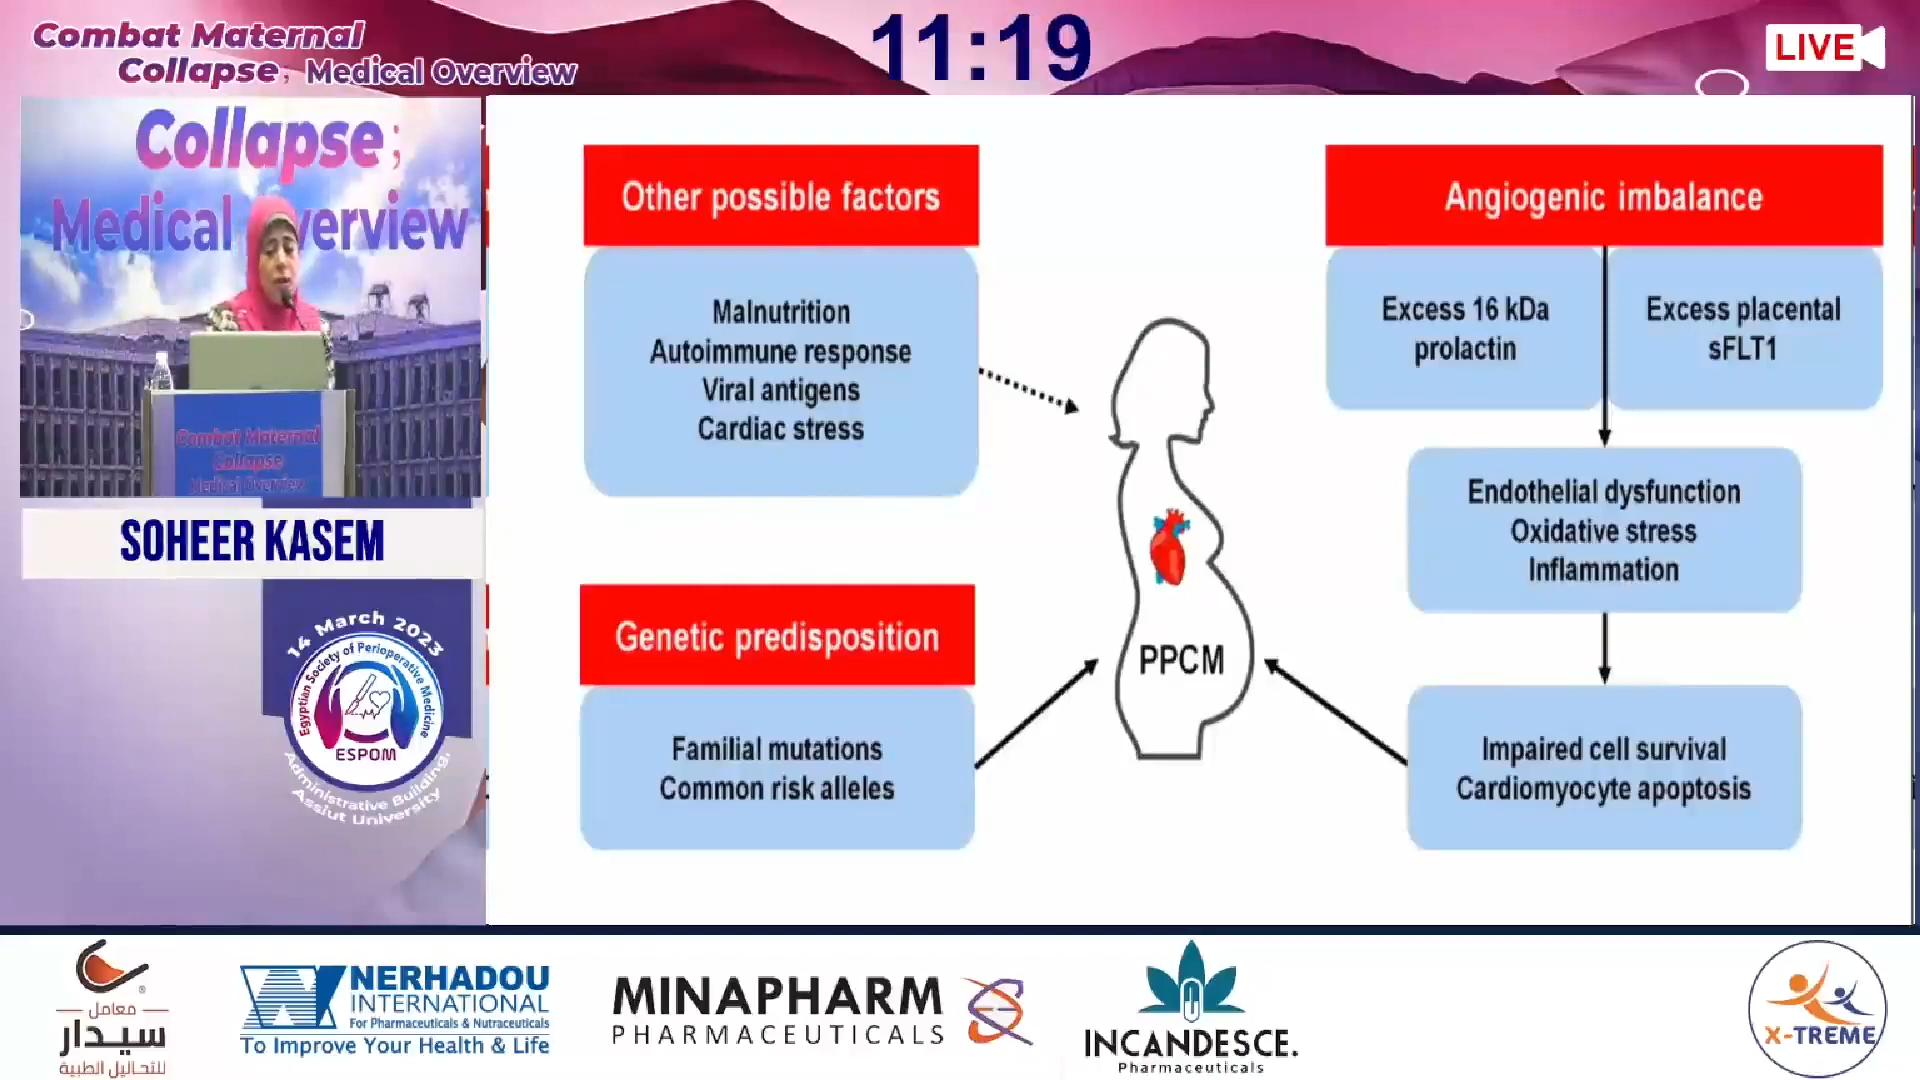 Combat Maternal
Collapse; Medical Overview
11:19
LIVE
Collapse;
Medical verview
Combat Maternal
Collapse
Medical Overview
SOHEER KASEM
14 March 2023
Egyptian Society of Perioperative Medicine
ESPOM
Administrative Building,
Assiut University
Other possible factors
Malnutrition
Autoimmune response
Viral antigens
Cardiac stress
Genetic predisposition
Familial mutations
Common risk alleles
PPCM
Angiogenic imbalance
Excess 16 kDa
prolactin
Excess placental
sFLT1
Endothelial dysfunction
Oxidative stress
Inflammation
Impaired cell survival
Cardiomyocyte apoptosis
معامل
سيدار
للتحاليل الطبية
®
NERHADOU
INTERNATIONAL
For Pharmaceuticals & Nutraceuticals
To Improve Your Health & Life
MINAPHARM
PHARMACEUTICALS
INCANDESCE.
Pharmaceuticals
X-TREME